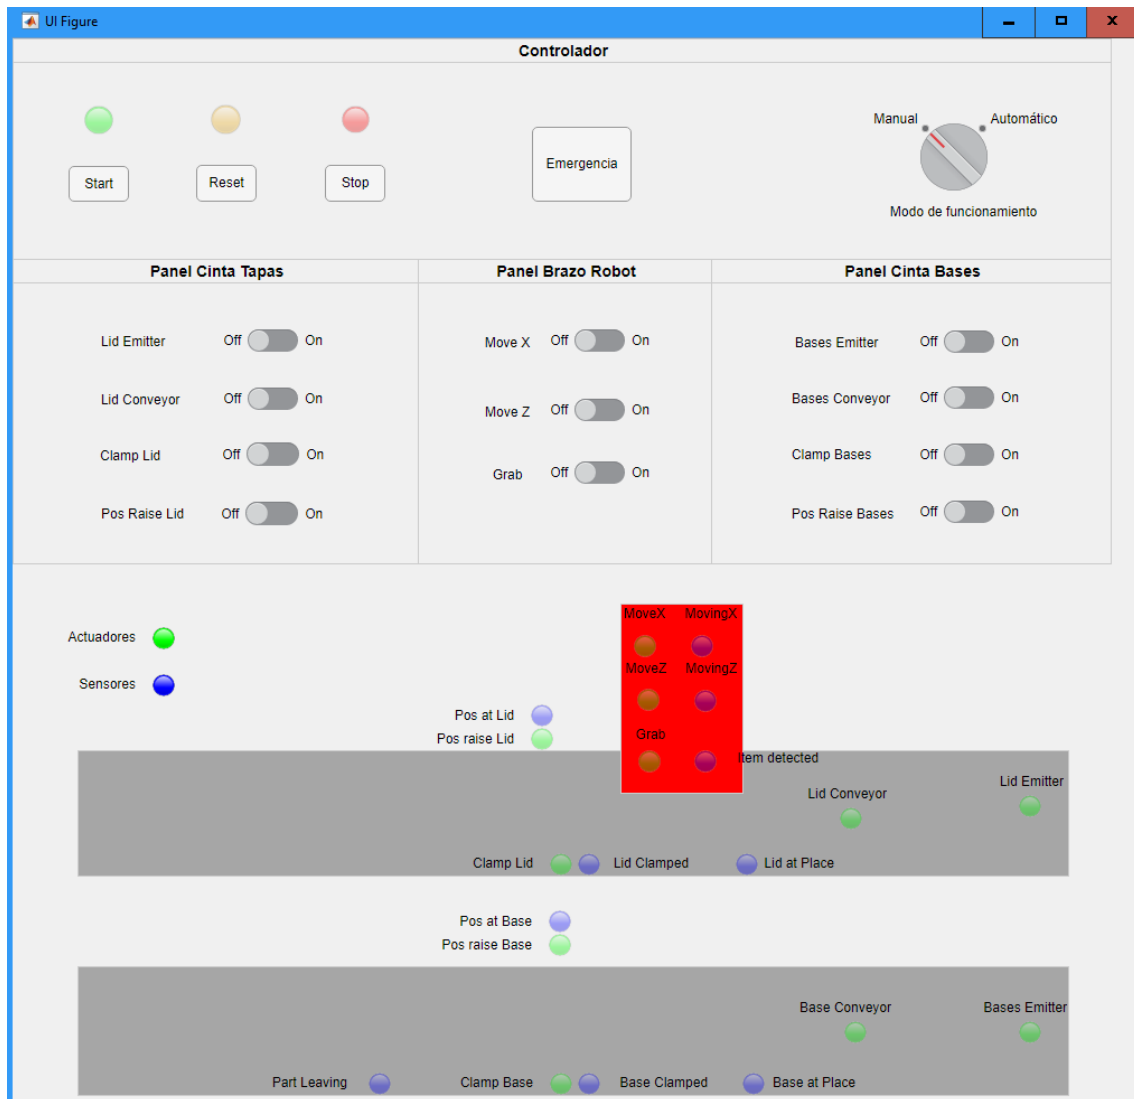 UI Figure
Controlador
Manual Automático
Start Reset Stop Emergencia
Modo de funcionamiento
Panel Cinta Tapas Panel Brazo Robot Panel Cinta Bases
Lid Emitter Off On Move X Off On Bases Emitter Off On
Lid Conveyor Off On Move Z Off On Bases Conveyor Off On
Clamp Lid Off On Grab Off On Clamp Bases Off On
Pos Raise Lid Off On Pos Raise Bases Off On
MoveX MovingX
Actuadores
MoveZ MovingZ
Sensores
Pos at Lid
Pos raise Lid Grab
Item detected
Lid Emitter
Lid Conveyor
Clamp Lid Lid Clamped Lid at Place
Pos at Base
Pos raise Base
Base Conveyor Bases Emitter
Part Leaving Clamp Base Base Clamped Base at Place